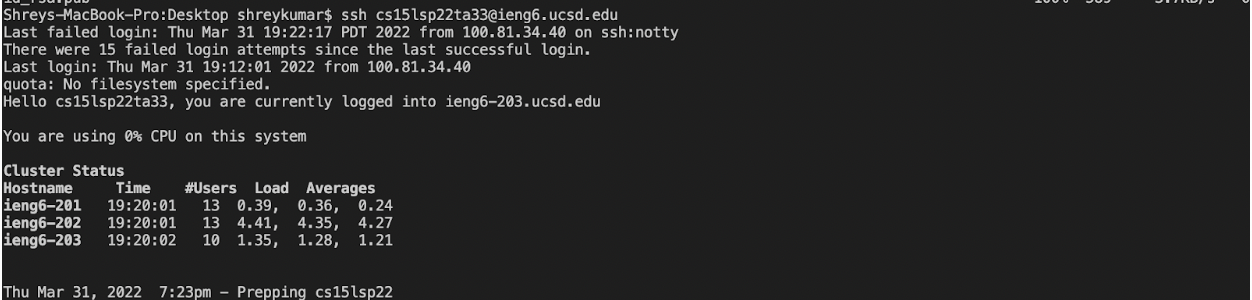 id_rsa.pub 100% 569 3.7KB/s
Shreys-MacBook-Pro:Desktop shreykumar$ ssh cs15lsp22ta33@ieng6.ucsd.edu
Last failed login: Thu Mar 31 19:22:17 PDT 2022 from 100.81.34.40 on ssh:notty
There were 15 failed login attempts since the last successful login.
Last login: Thu Mar 31 19:12:01 2022 from 100.81.34.40
quota: No filesystem specified.
Hello cs15lsp22ta33, you are currently logged into ieng6-203.ucsd.edu
You are using 0% CPU on this system
Cluster Status
Hostname Time #Users Load Averages
ieng6-201 19:20:01 13 0.39, 0.36, 0.24
ieng6-202 19:20:01 13 4.41, 4.35, 4.27
ieng6-203 19:20:02 10 1.35, 1.28, 1.21
Thu Mar 31, 2022 7:23pm - Prepping cs15lsp22